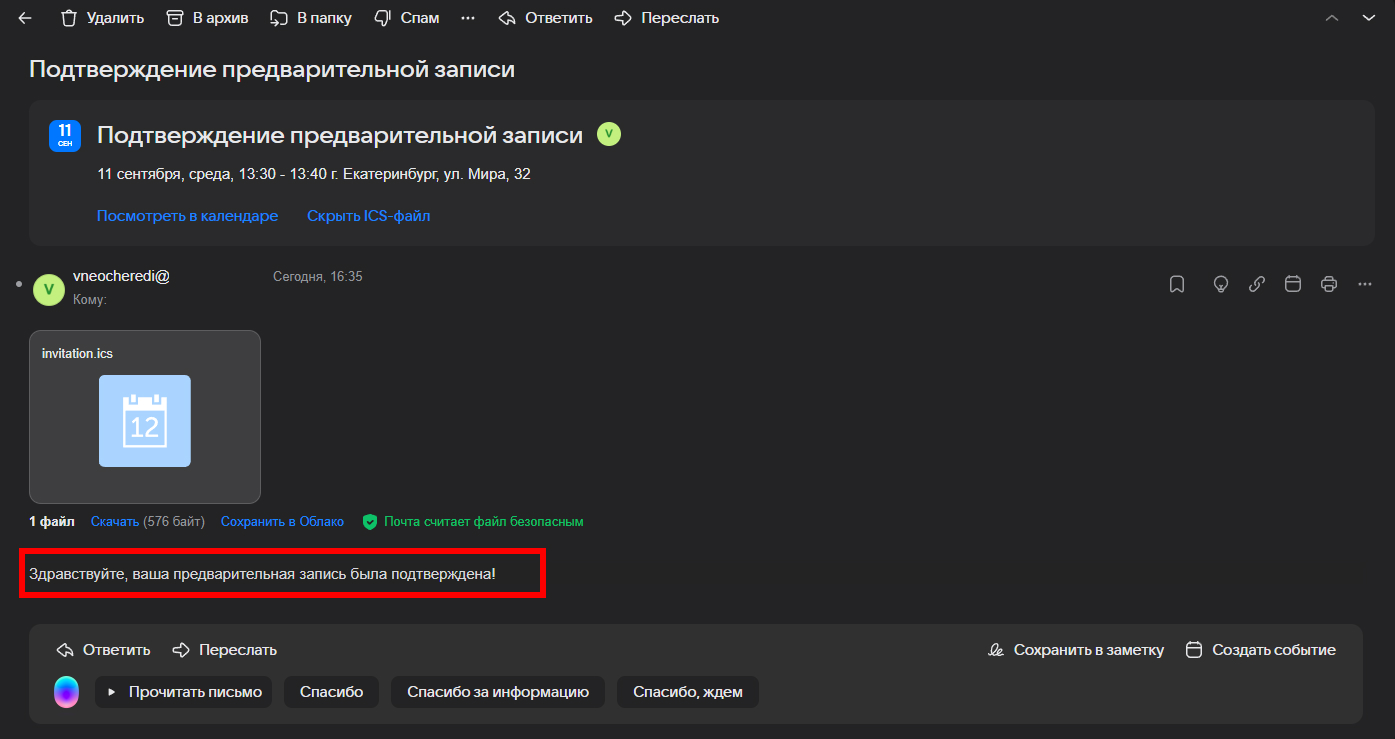 Удалить В архив В папку Спам Ответить Переслать
Подтверждение предварительной записи
11 СЕН Подтверждение предварительной записи V
11 сентября, среда, 13:30 - 13:40 г. Екатеринбург, ул. Мира, 32
Посмотреть в календаре Скрыть ICS-файл
V vneocheredi@ Сегодня, 16:35
Кому:
invitation.ics
12
1 файл Скачать (576 байт) Сохранить в Облако Почта считает файл безопасным
Здравствуйте, ваша предварительная запись была подтверждена!
Ответить Переслать Сохранить в заметку Создать событие
Прочитать письмо Спасибо Спасибо за информацию Спасибо, ждем